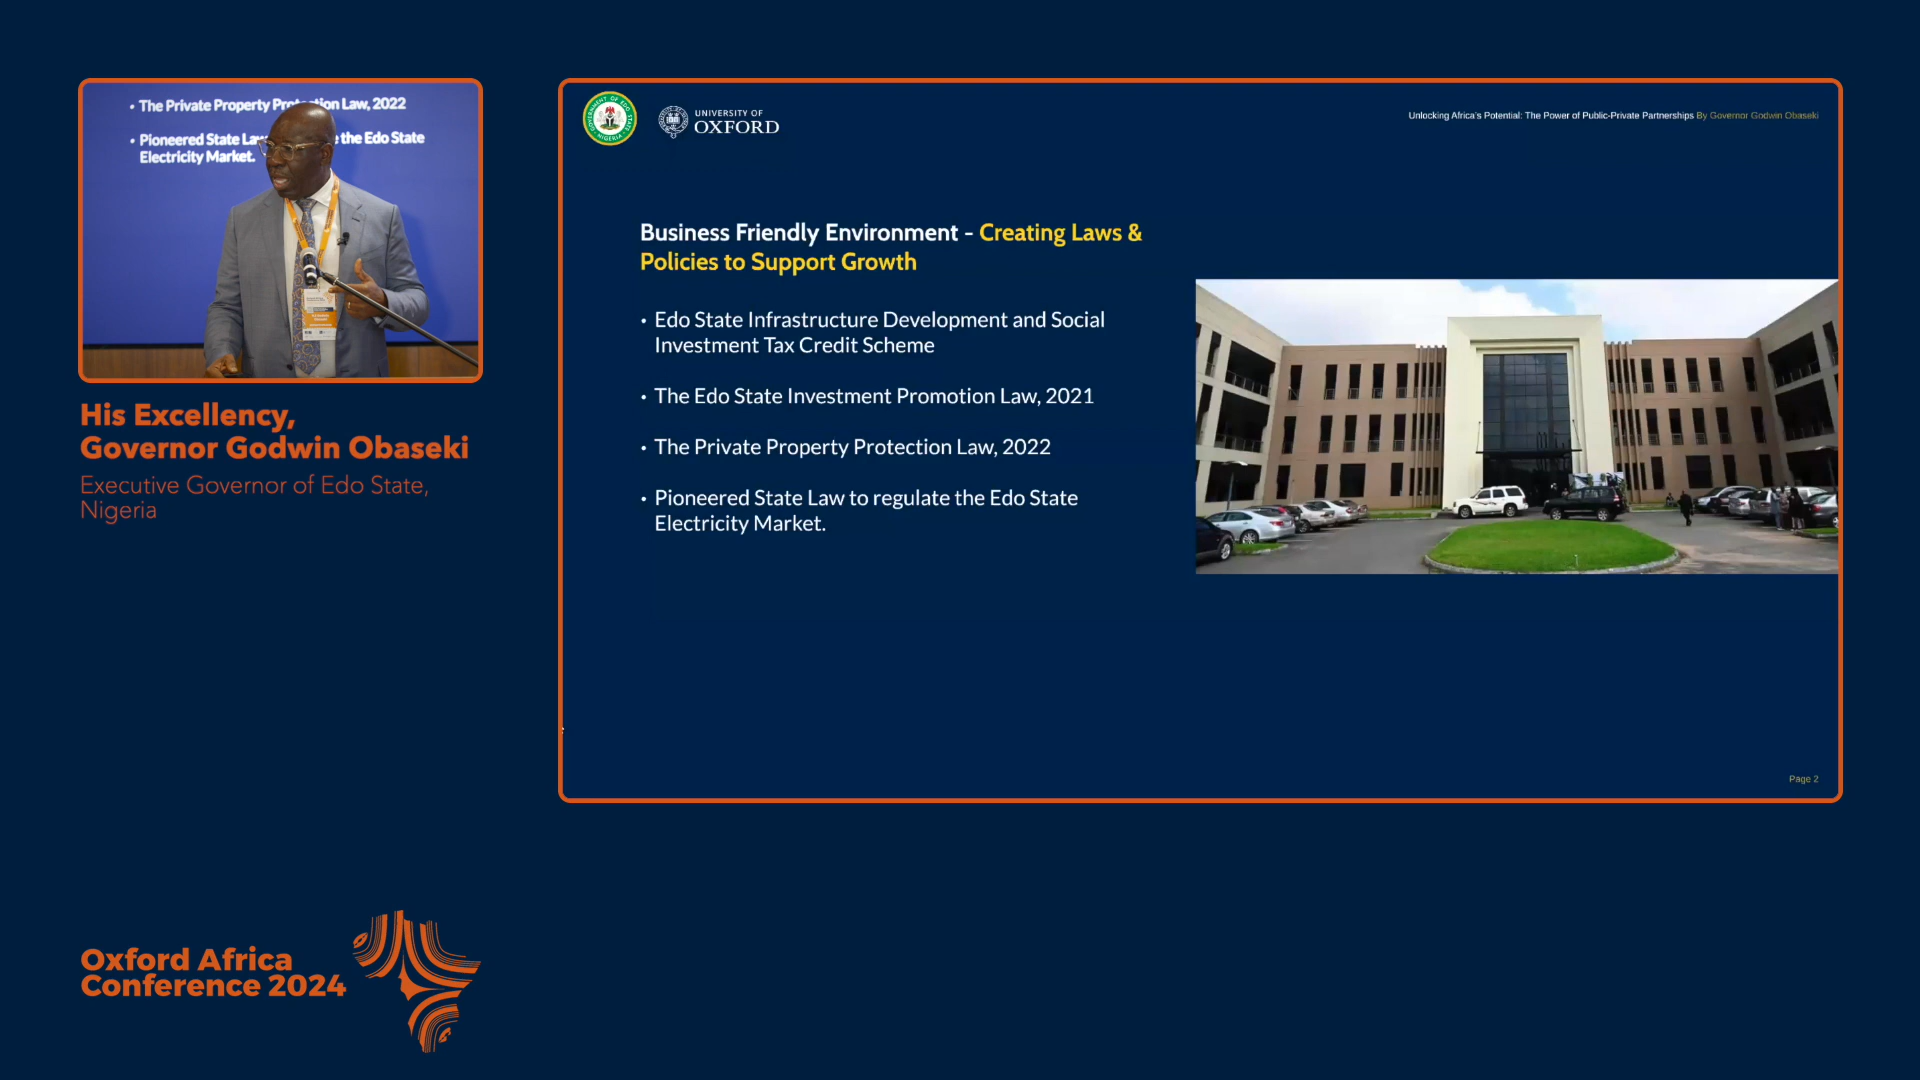 • The Private Property Protection Law, 2022
• Pioneered State Law the Edo State
Electricity Market.
His Excellency,
Governor Godwin Obaseki
Executive Governor of Edo State,
Nigeria
UNIVERSITY OF
OXFORD
Unlocking Africa's Potential: The Power of Public-Private Partnerships By Governor Godwin Obaseki
Business Friendly Environment - Creating Laws &
Policies to Support Growth
• Edo State Infrastructure Development and Social
Investment Tax Credit Scheme
• The Edo State Investment Promotion Law, 2021
• The Private Property Protection Law, 2022
• Pioneered State Law to regulate the Edo State
Electricity Market.
Page 2
Oxford Africa
Conference 2024